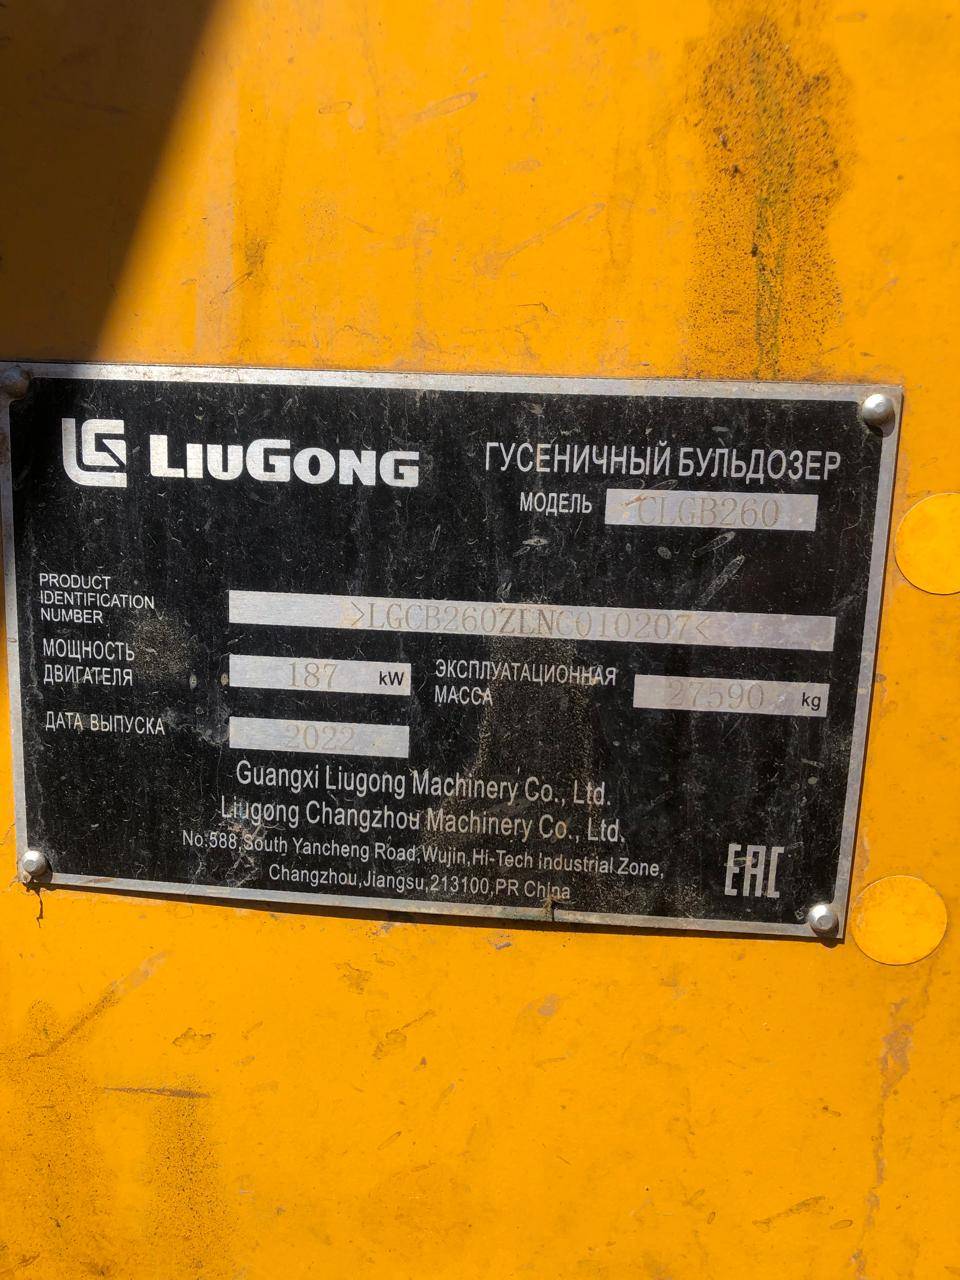 LG LIUGONG
ГУСЕНИЧНЫЙ БУЛЬДОЗЕР
МОДЕЛЬ CLGB260
PRODUCT
IDENTIFICATION
NUMBER
>LGCB260ZLNC010207<
МОЩНОСТЬ
ДВИГАТЕЛЯ
187 kW
ЭКСПЛУАТАЦИОННАЯ
МАССА
27590 kg
ДАТА ВЫПУСКА 2022
Guangxi Liugong Machinery Co., Ltd.
Liugong Changzhou Machinery Co., Ltd.
No.588,South Yancheng Road,Wujin,Hi-Tech Industrial Zone,
Changzhou,Jiangsu,213100,PR China
EAC